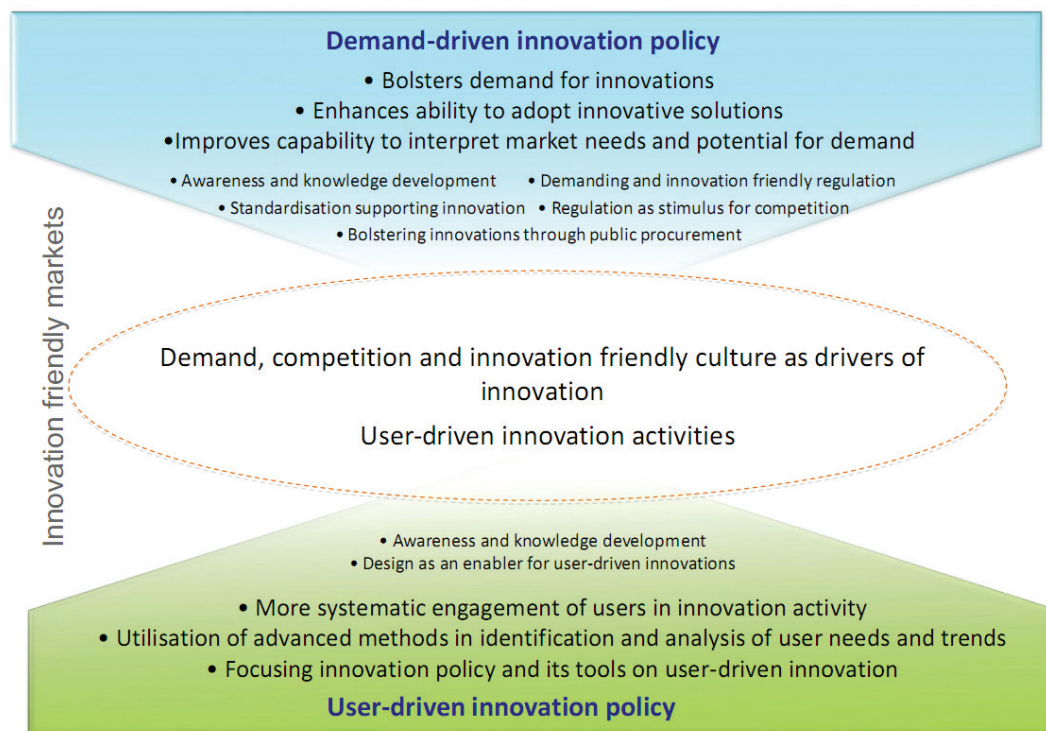 Demand-driven innovation policy
• Bolsters demand for innovations
• Enhances ability to adopt innovative solutions
•Improves capability to interpret market needs and potential for demand
• Awareness and knowledge development • Demanding and innovation friendly regulation
• Standardisation supporting innovation • Regulation as stimulus for competition
• Bolstering innovations through public procurement
Innovation friendly markets
Demand, competition and innovation friendly culture as drivers of
innovation
User-driven innovation activities
• Awareness and knowledge development
• Design as an enabler for user-driven innovations
• More systematic engagement of users in innovation activity
• Utilisation of advanced methods in identification and analysis of user needs and trends
• Focusing innovation policy and its tools on user-driven innovation
User-driven innovation policy